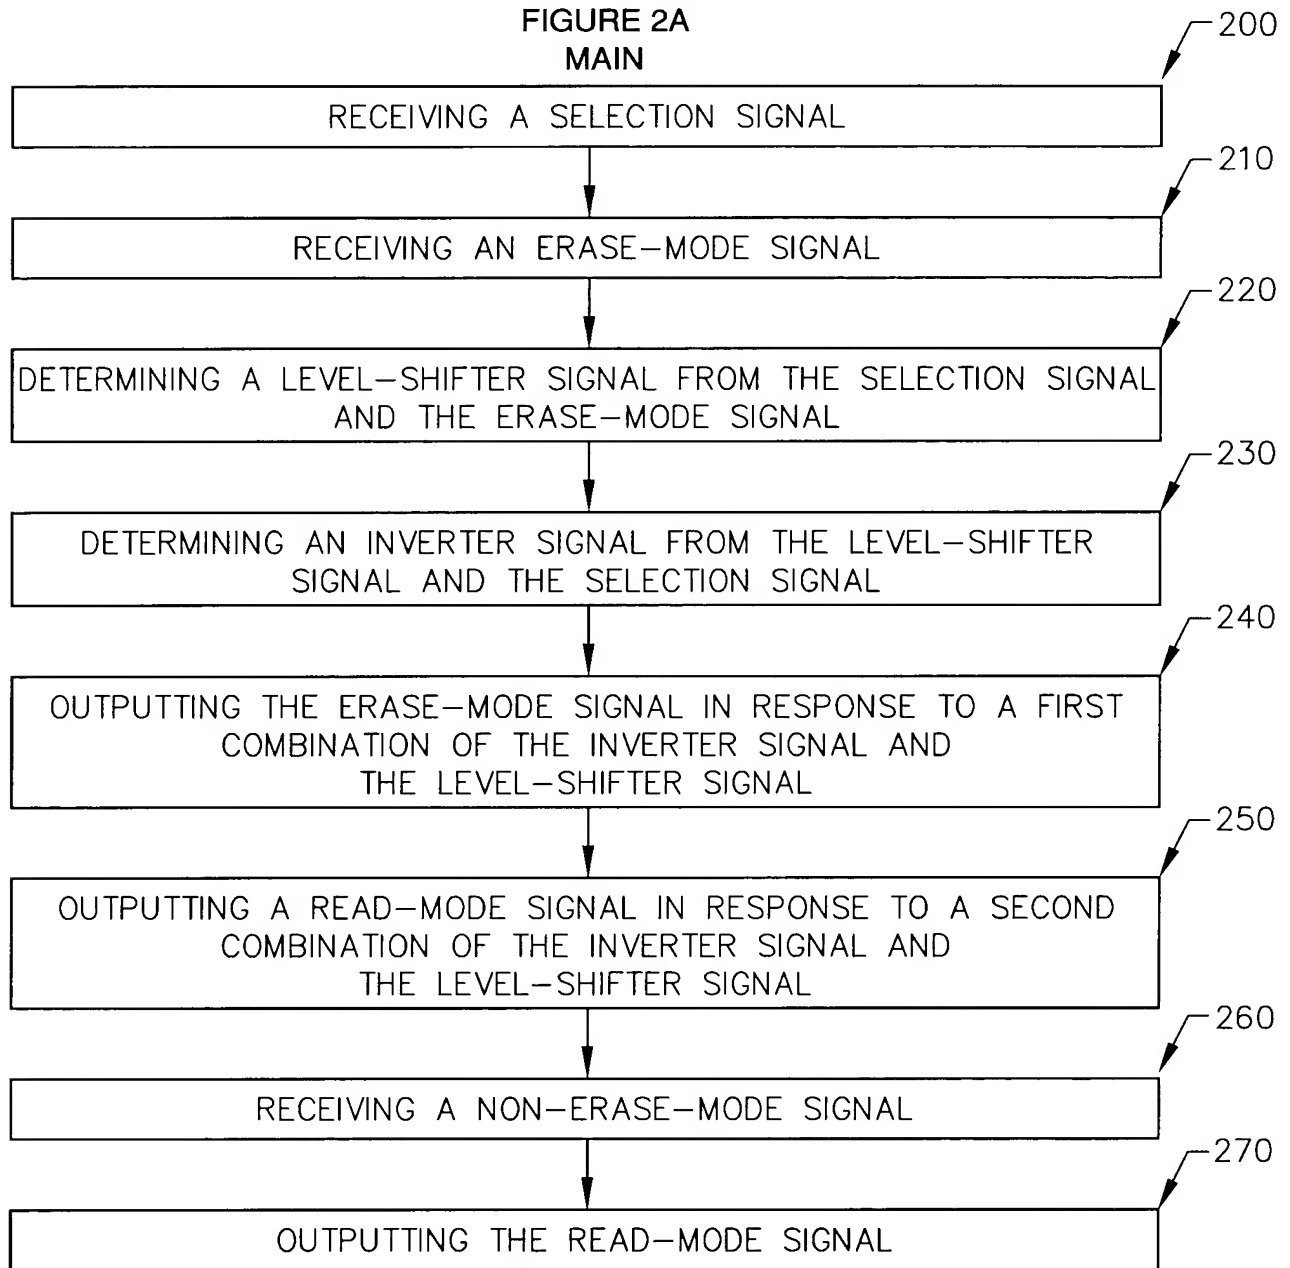 FIGURE 2A
MAIN
200
RECEIVING A SELECTION SIGNAL
210
RECEIVING AN ERASE-MODE SIGNAL
220
DETERMINING A LEVEL-SHIFTER SIGNAL FROM THE SELECTION SIGNAL
AND THE ERASE-MODE SIGNAL
230
DETERMINING AN INVERTER SIGNAL FROM THE LEVEL-SHIFTER
SIGNAL AND THE SELECTION SIGNAL
240
OUTPUTTING THE ERASE-MODE SIGNAL IN RESPONSE TO A FIRST
COMBINATION OF THE INVERTER SIGNAL AND
THE LEVEL-SHIFTER SIGNAL
250
OUTPUTTING A READ-MODE SIGNAL IN RESPONSE TO A SECOND
COMBINATION OF THE INVERTER SIGNAL AND
THE LEVEL-SHIFTER SIGNAL
260
RECEIVING A NON-ERASE-MODE SIGNAL
270
OUTPUTTING THE READ-MODE SIGNAL